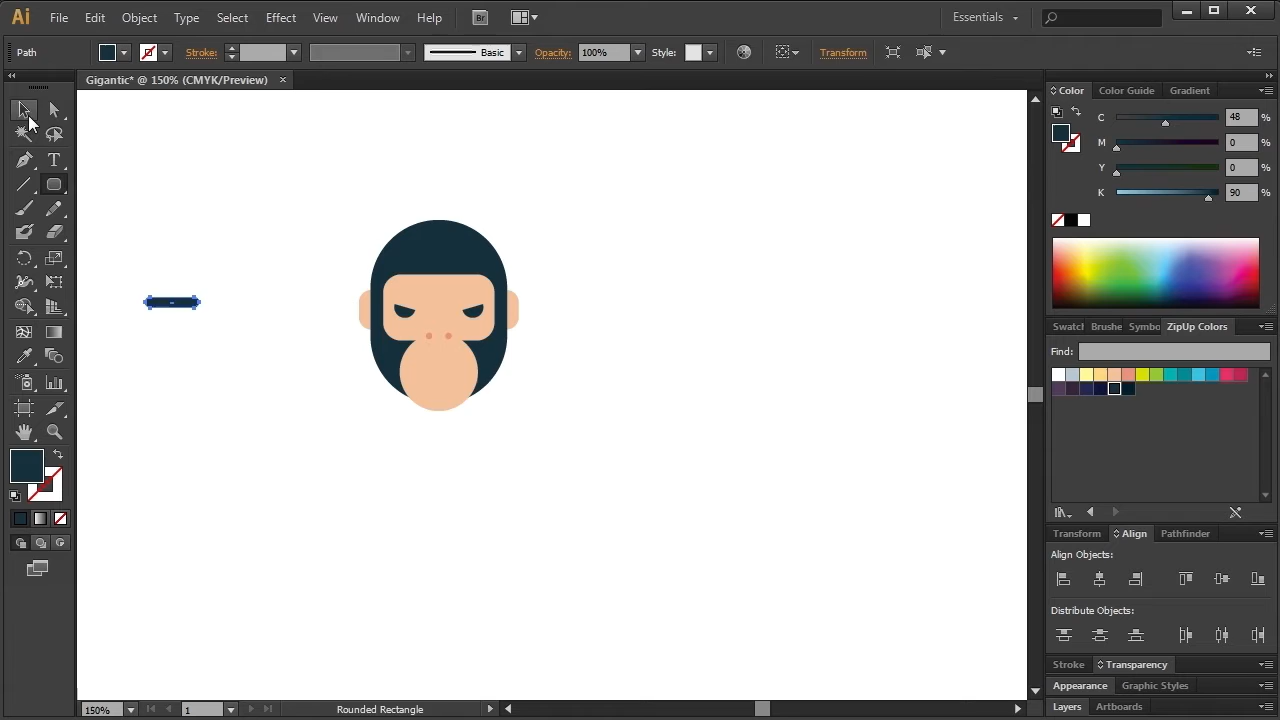 Ai File Edit Object Type Select Effect View Window Help Br Essentials
Path Stroke: Basic Opacity: 100% Style: Transform
Gigantic* @ 150% (CMYK/Preview)
Color Color Guide Gradient
C 48 %
M 0 %
Y 0 %
K 90 %
Swatcl Brushe Symbo ZipUp Colors
Find:
Transform Align Pathfinder
Align Objects:
Distribute Objects:
Stroke Transparency
Appearance Graphic Styles
Layers Artboards
150% 1 Rounded Rectangle